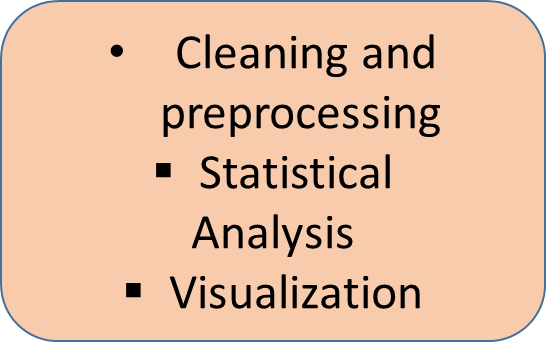 • Cleaning and
preprocessing
▪ Statistical
Analysis
▪ Visualization